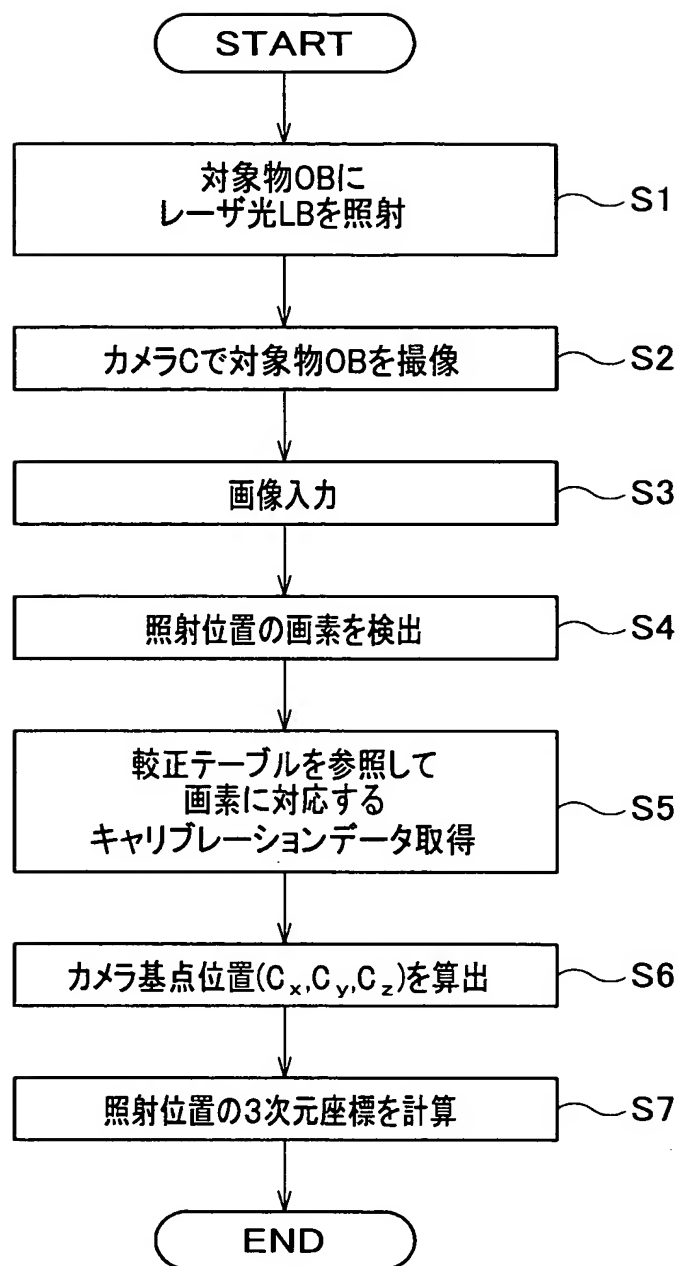 START
対象物OBに
レーザ光LBを照射
S1
カメラCで対象物OBを撮像
S2
画像入力
S3
照射位置の画素を検出
S4
較正テーブルを参照して
画素に対応する
キャリブレーションデータ取得
S5
カメラ基点位置(Cx,Cy,Cz)を算出
S6
照射位置の3次元座標を計算
S7
END